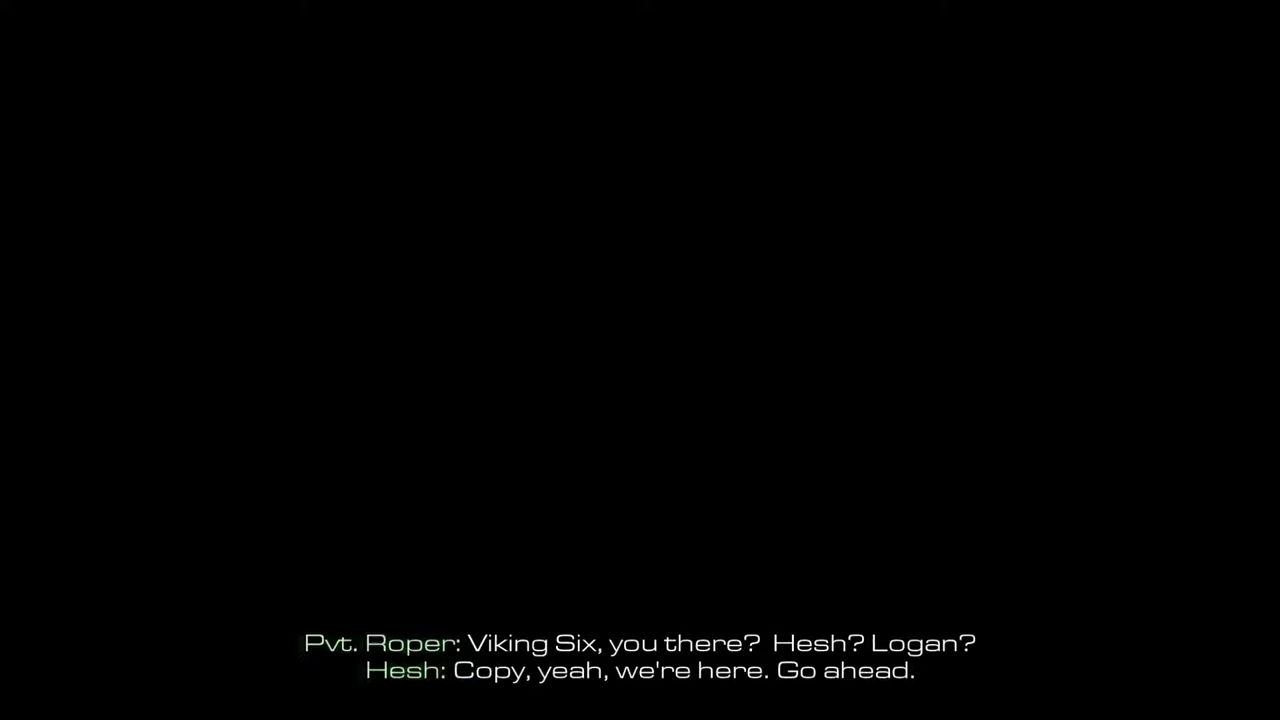 Pvt. Roper: Viking Six, you there?  Hesh? Logan?
Hesh: Copy, yeah, we're here. Go ahead.